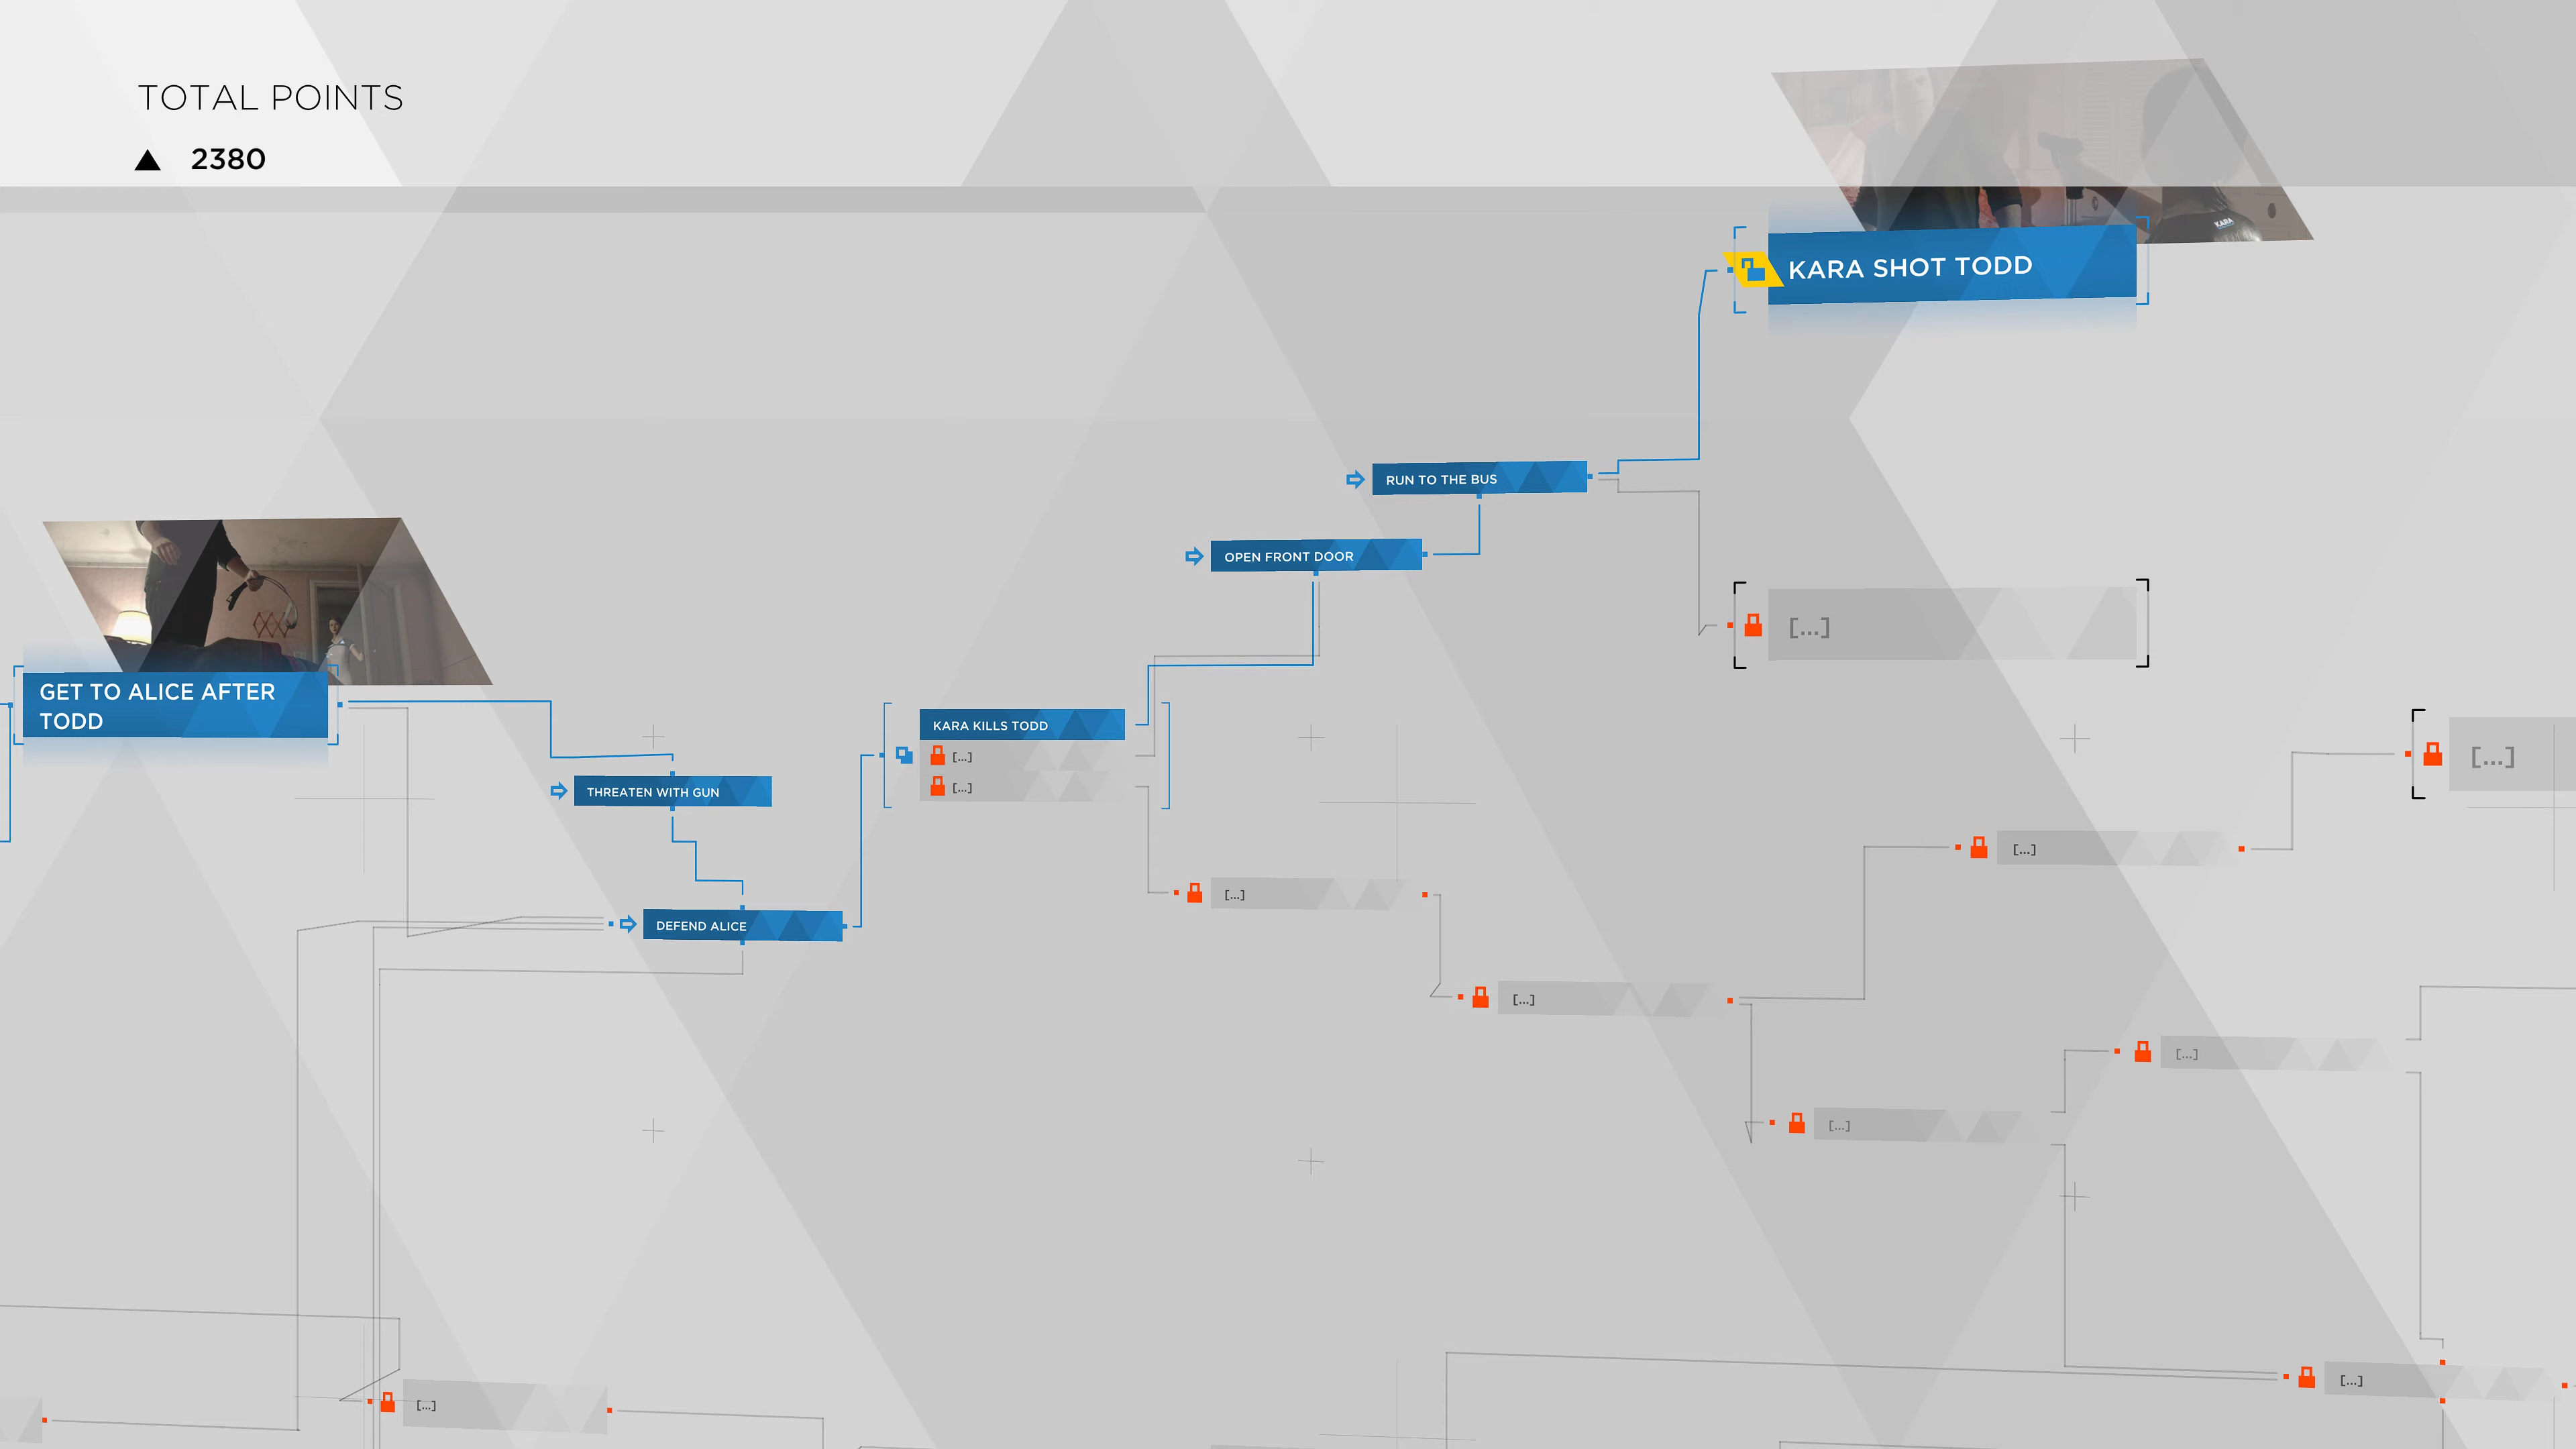 TOTAL POINTS
2380
KARA
KARA SHOT TODD
RUN TO THE BUS
OPEN FRONT DOOR
[...]
GET TO ALICE AFTER
TODD
KARA KILLS TODD
[...]
[...]
[...]
THREATEN WITH GUN
[...]
[...]
DEFEND ALICE
[...]
[...]
[...]
[...]
[...]